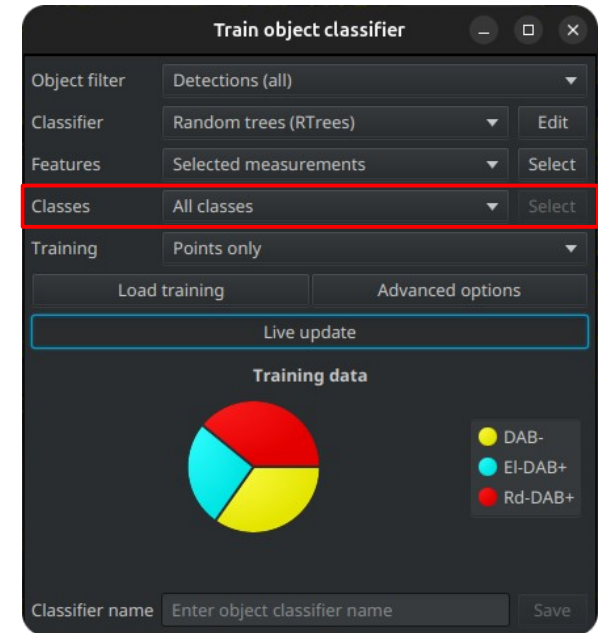 Train object classifier
Object filter Detections (all)
Classifier Random trees (RTrees) Edit
Features Selected measurements Select
Classes All classes Select
Training Points only
Load training Advanced options
Live update
Training data
DAB-
El-DAB+
Rd-DAB+
Classifier name Enter object classifier name Save